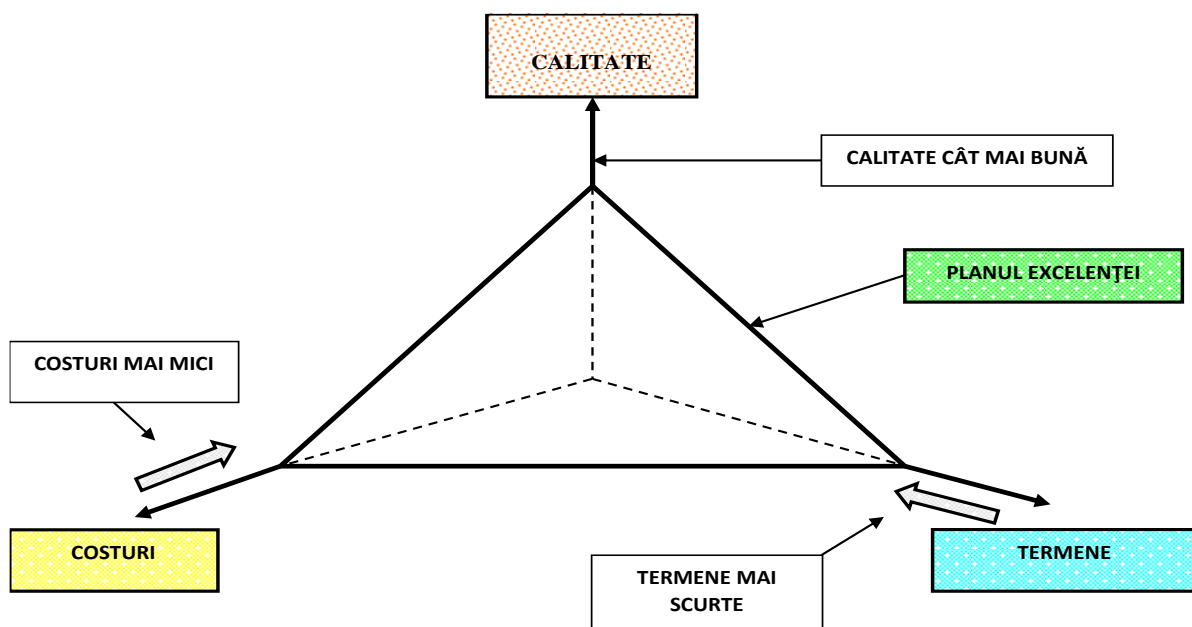 CALITATE
CALITATE CÂT MAI BUNĂ
PLANUL EXCELENŢEI
COSTURI MAI MICI
COSTURI
TERMENE
TERMENE MAI
SCURTE